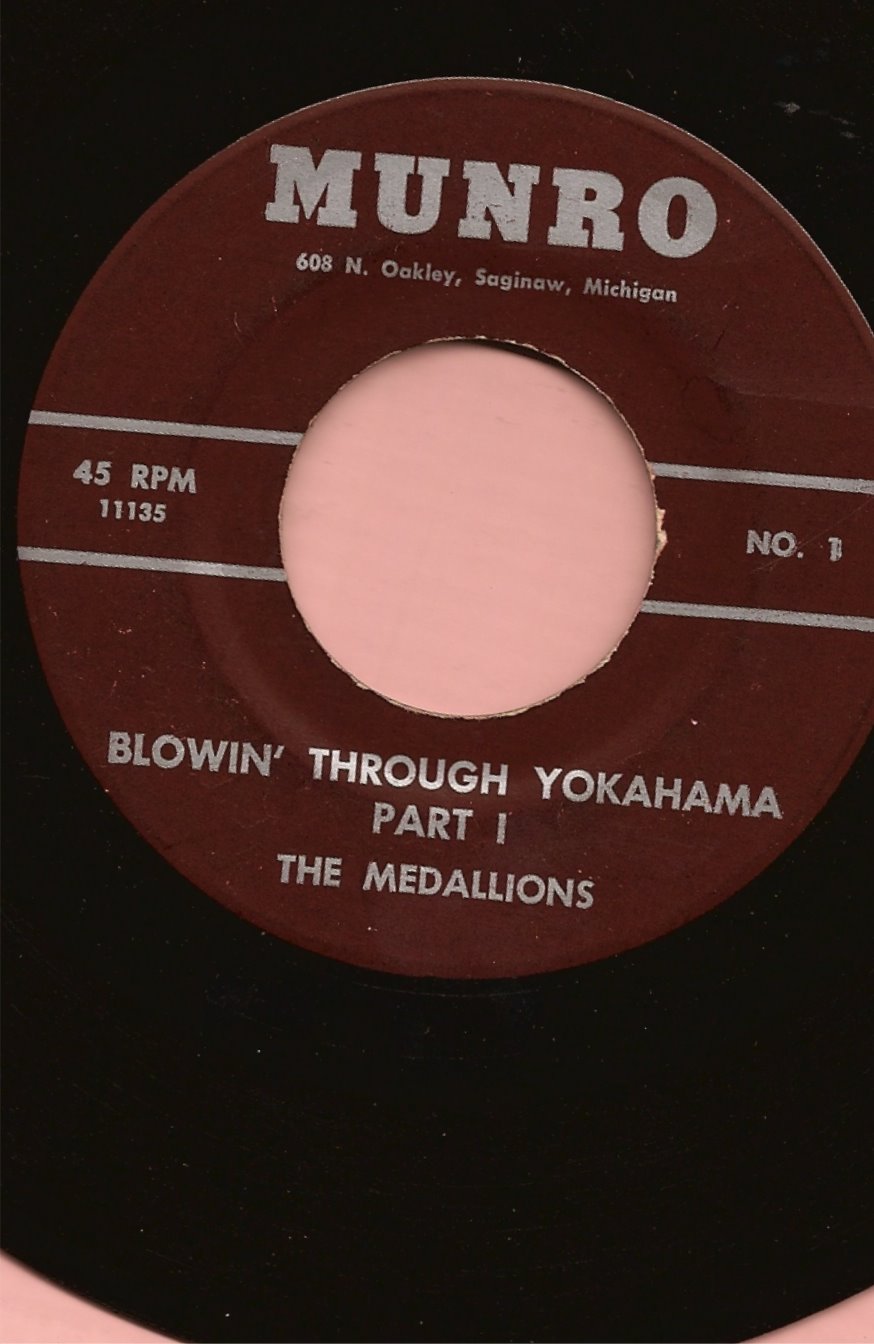 MUNRO
608 N. Oakley, Saginaw, Michigan
45 RPM
11135
NO. 1
BLOWIN' THROUGH YOKAHAMA
PART I
THE MEDALLIONS